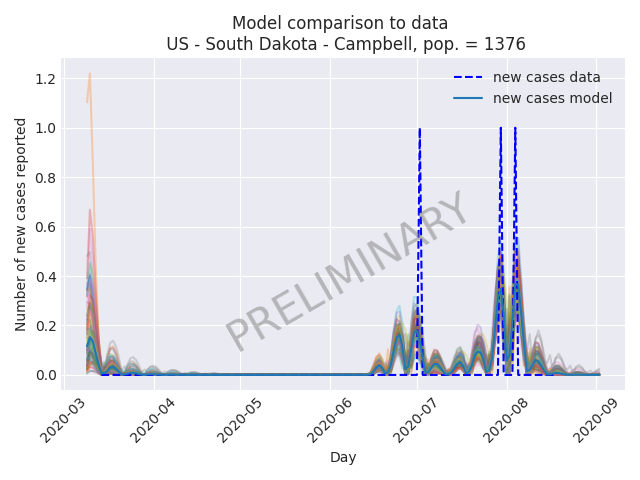 Model comparison to data
US - South Dakota - Campbell, pop. = 1376
new cases data
new cases model
Number of new cases reported
1.2
1.0
0.8
0.6
0.4
0.2
0.0
PRELIMINARY
2020-03
2020-04
2020-05
2020-06
2020-07
2020-08
2020-09
Day